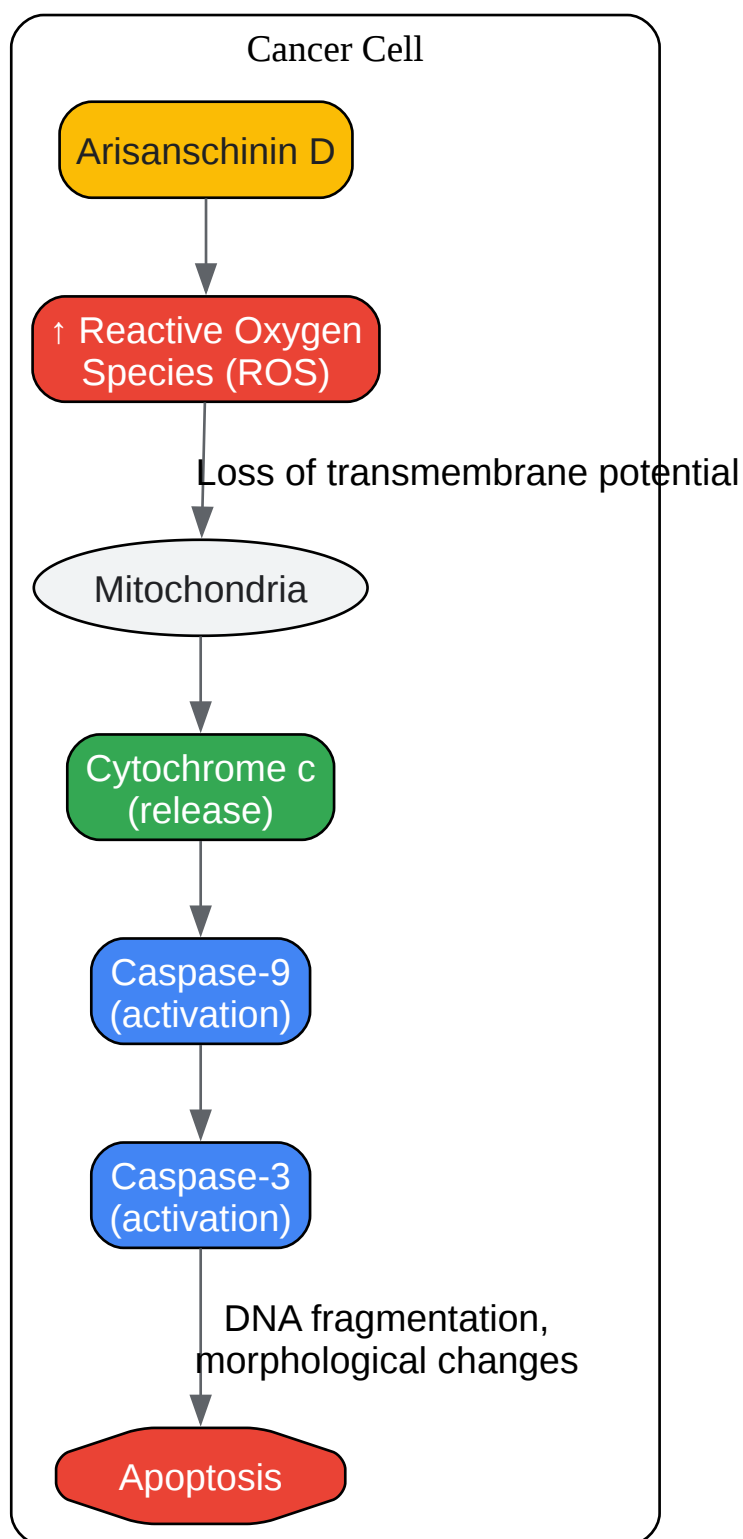 Cancer Cell
Arisanschinin D
↑ Reactive Oxygen
Species (ROS)
Loss of transmembrane potential
Mitochondria
Cytochrome c
(release)
Caspase-9
(activation)
Caspase-3
(activation)
DNA fragmentation,
morphological changes
Apoptosis